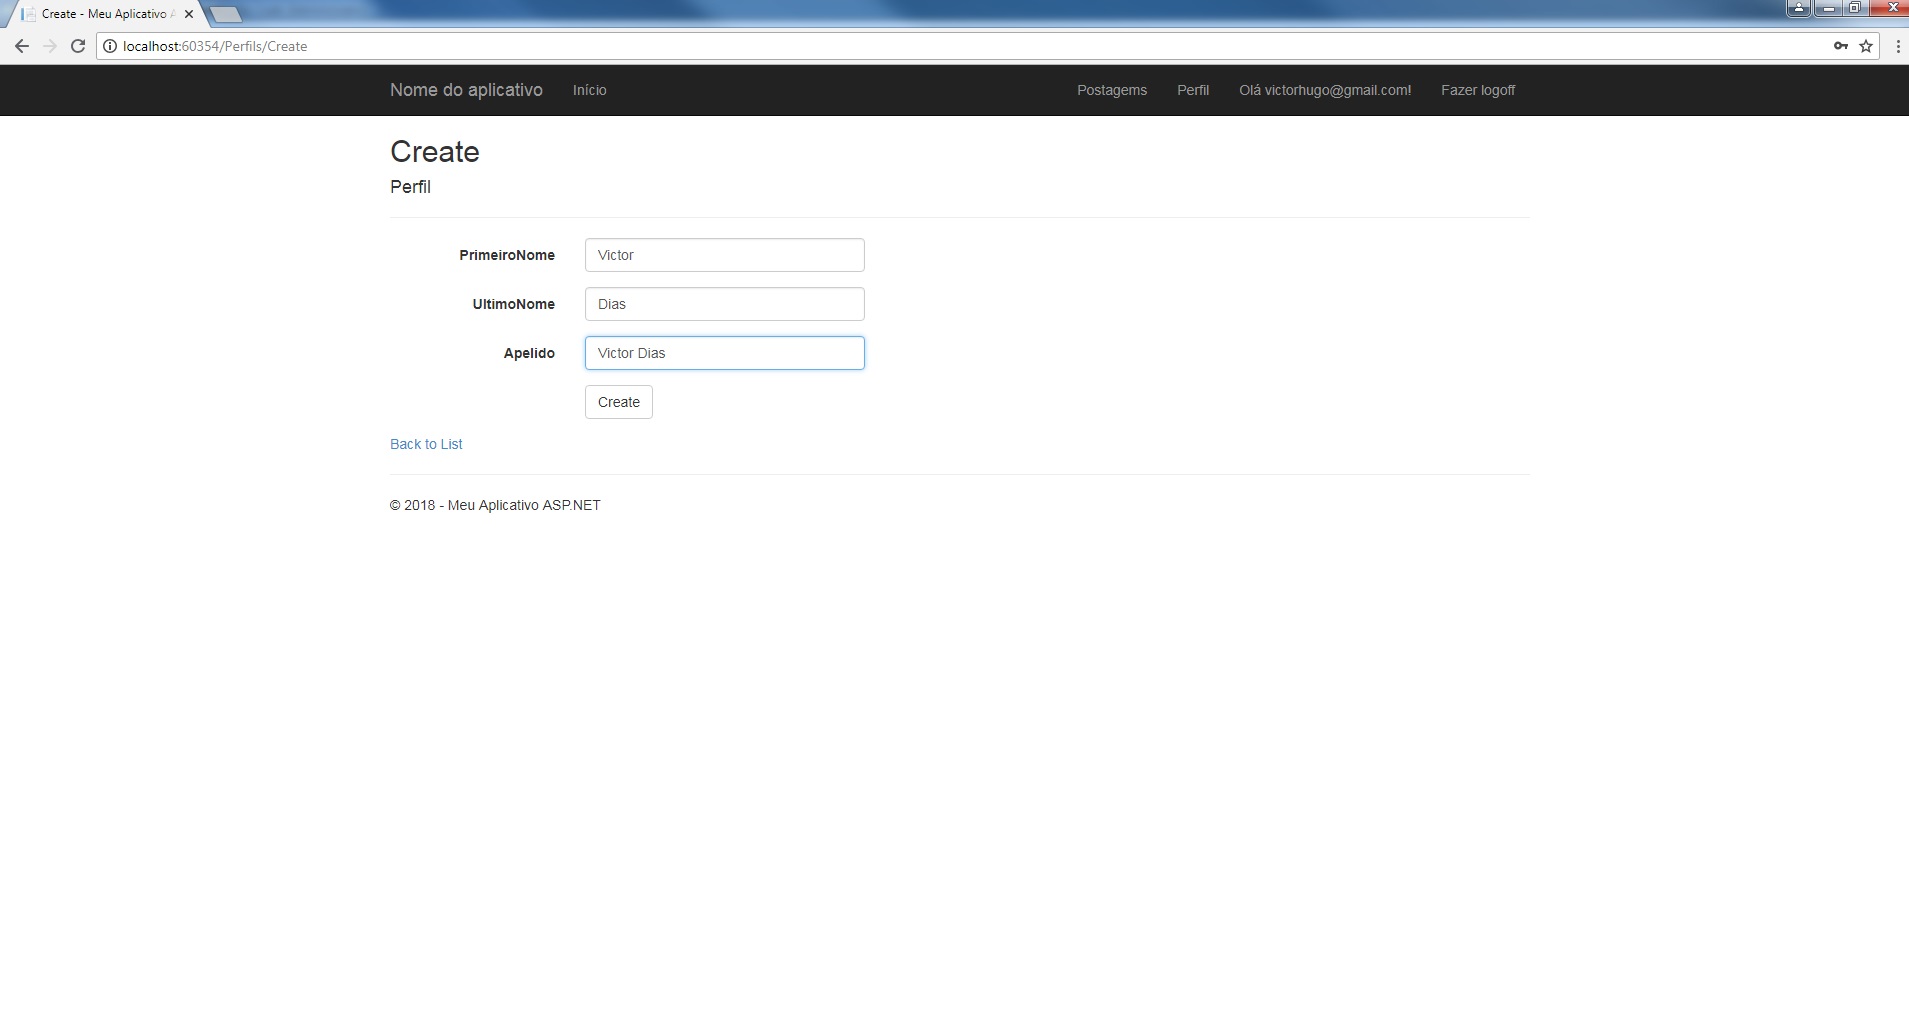 Create - Meu Aplicativo A
localhost:60354/Perfils/Create
Nome do aplicativo Início Postagems Perfil Olá victorhugo@gmail.com! Fazer logoff
Create
Perfil
PrimeiroNome Victor
UltimoNome Dias
Apelido Victor Dias
Create
Back to List
© 2018 - Meu Aplicativo ASP.NET